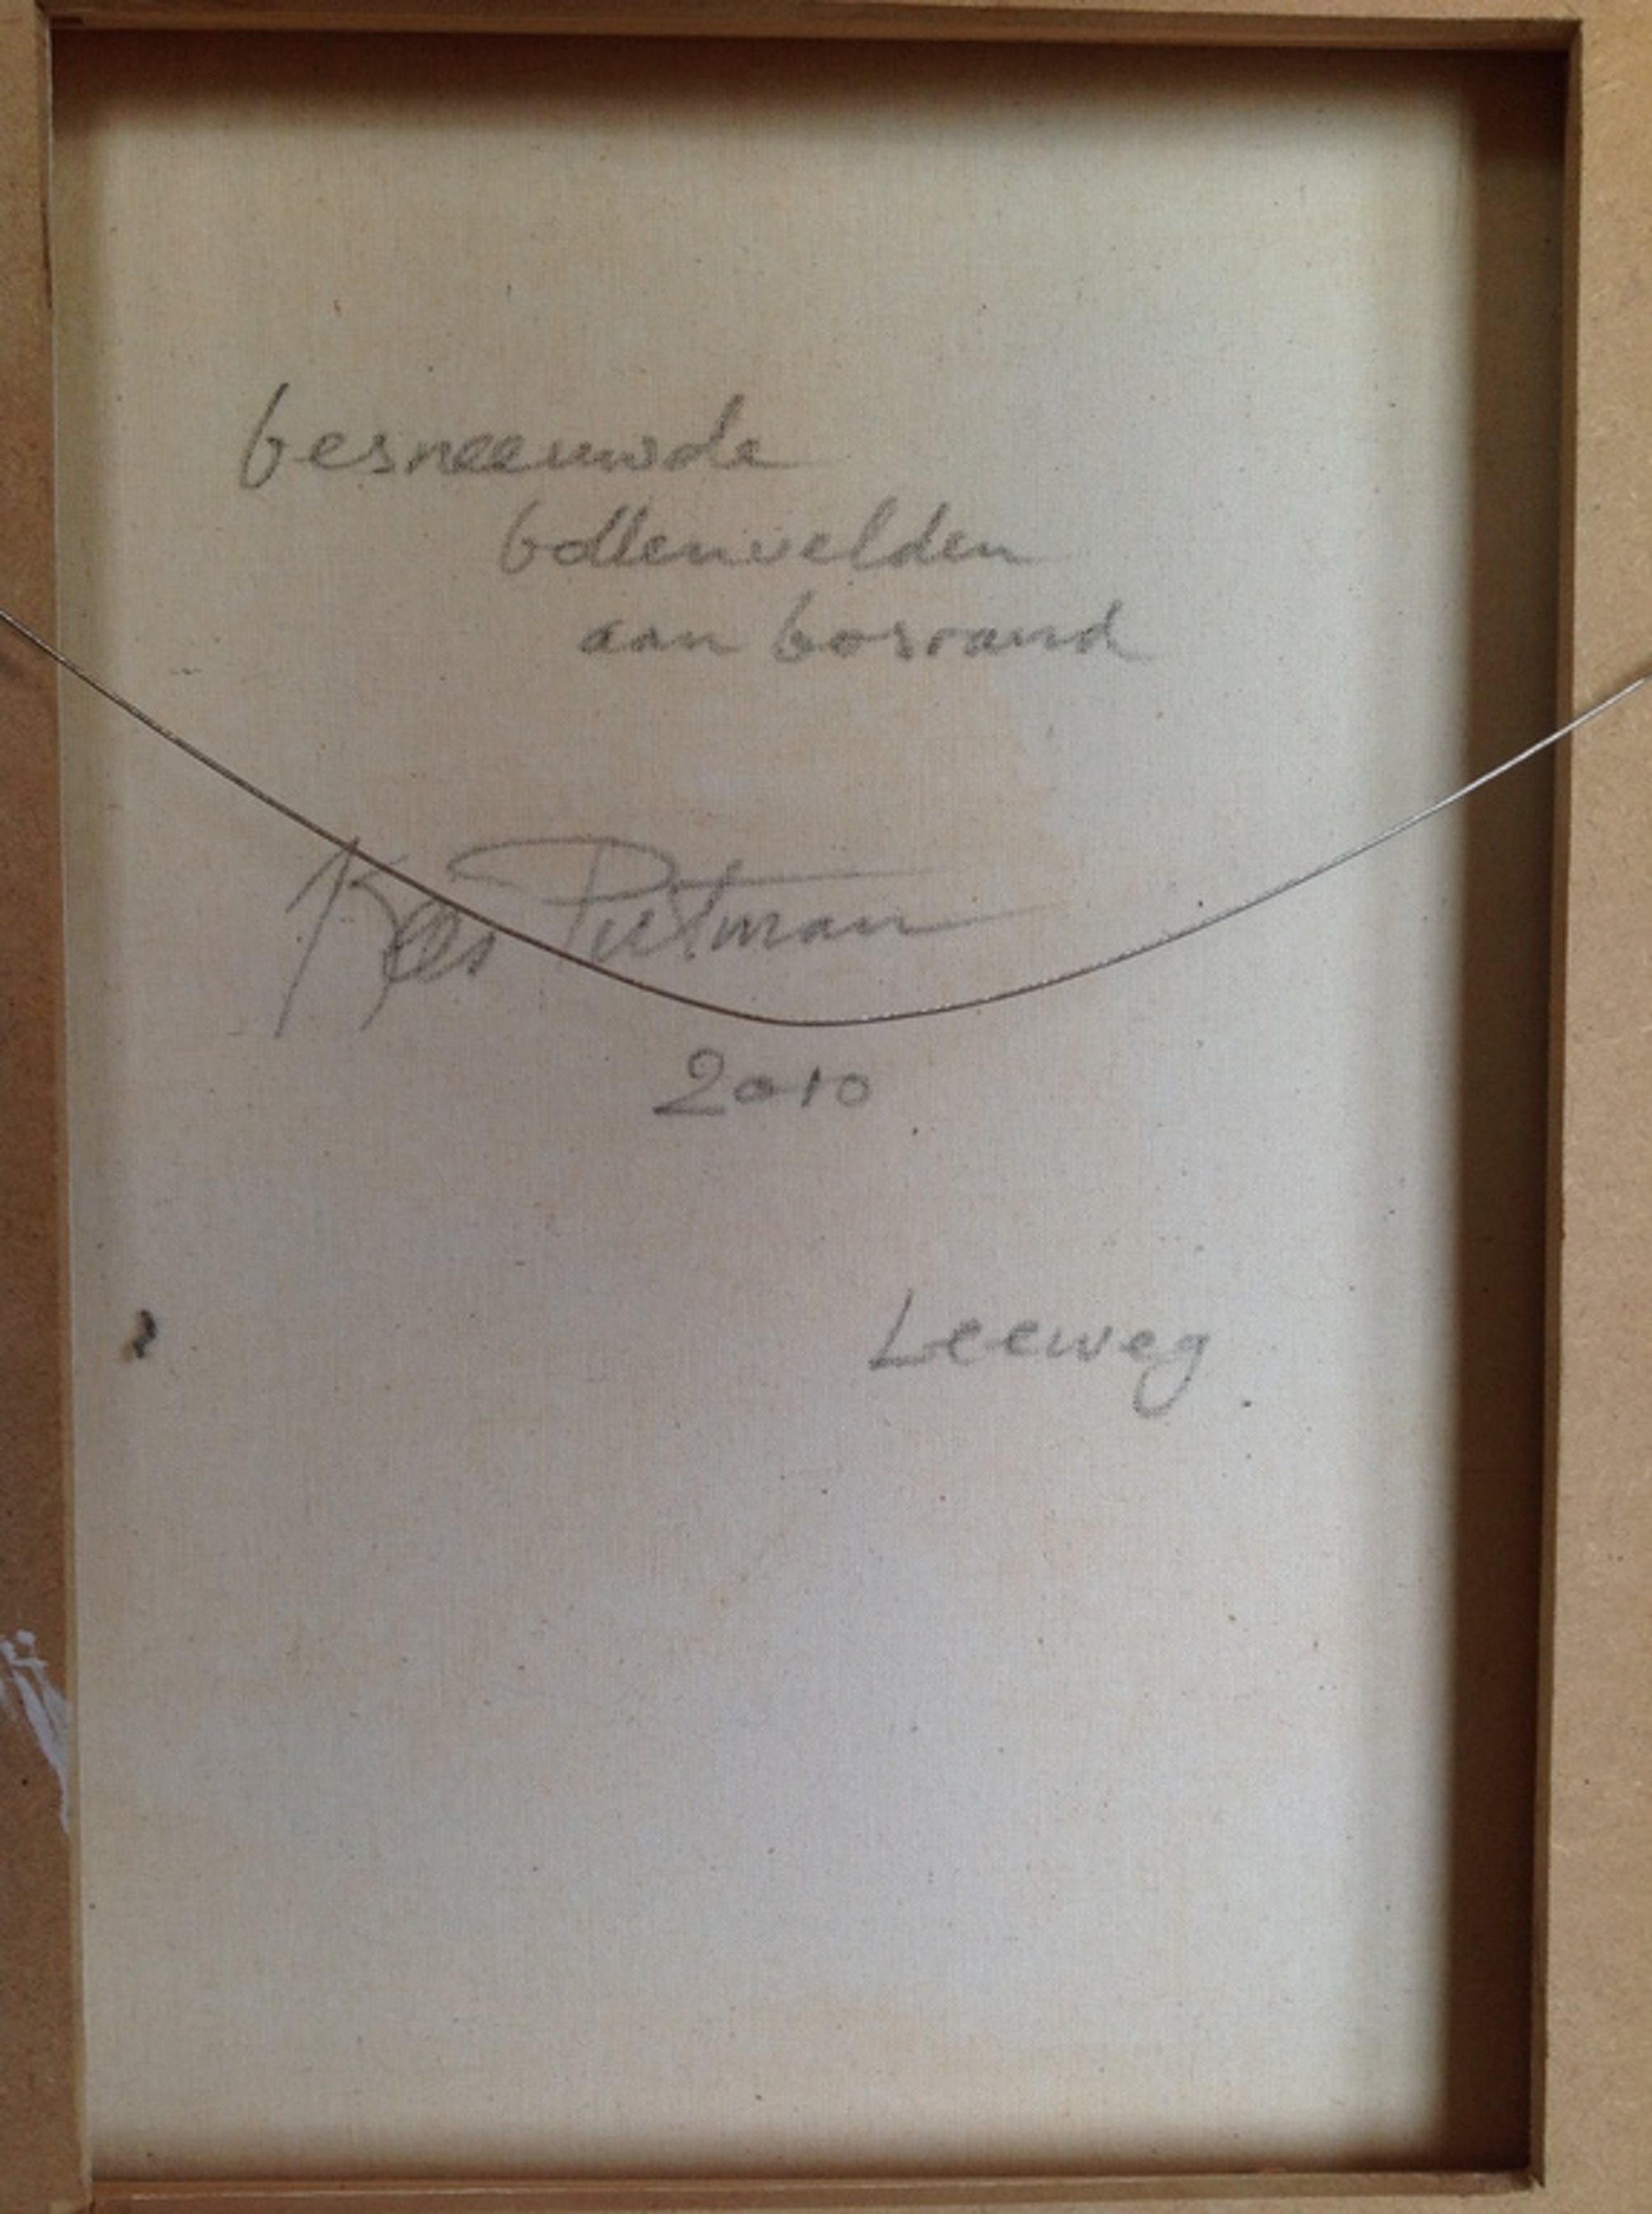 besneeuwde
bollenvelden
aan bosrand
Kees Putman
2010
Leeweg